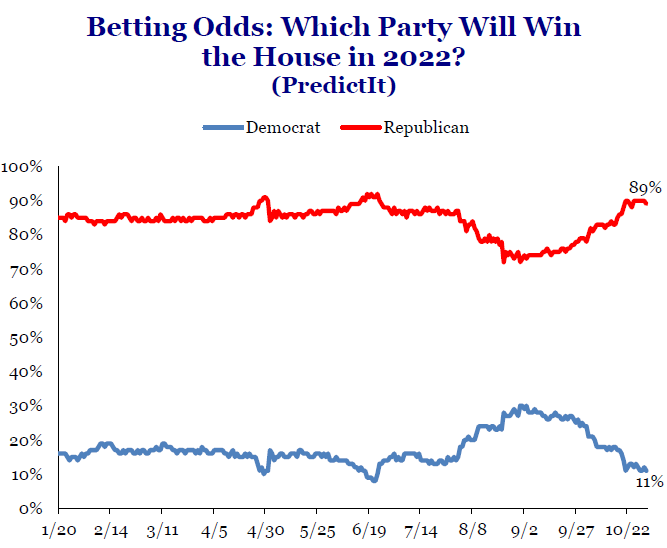 Betting Odds: Which Party Will Win
the House in 2022?
(PredictIt)
Democrat Republican
100%
90%
80%
70%
60%
50%
40%
30%
20%
10%
0%
89%
11%
1/20 2/14 3/11 4/5 4/30 5/25 6/19 7/14 8/8 9/2 9/27 10/22